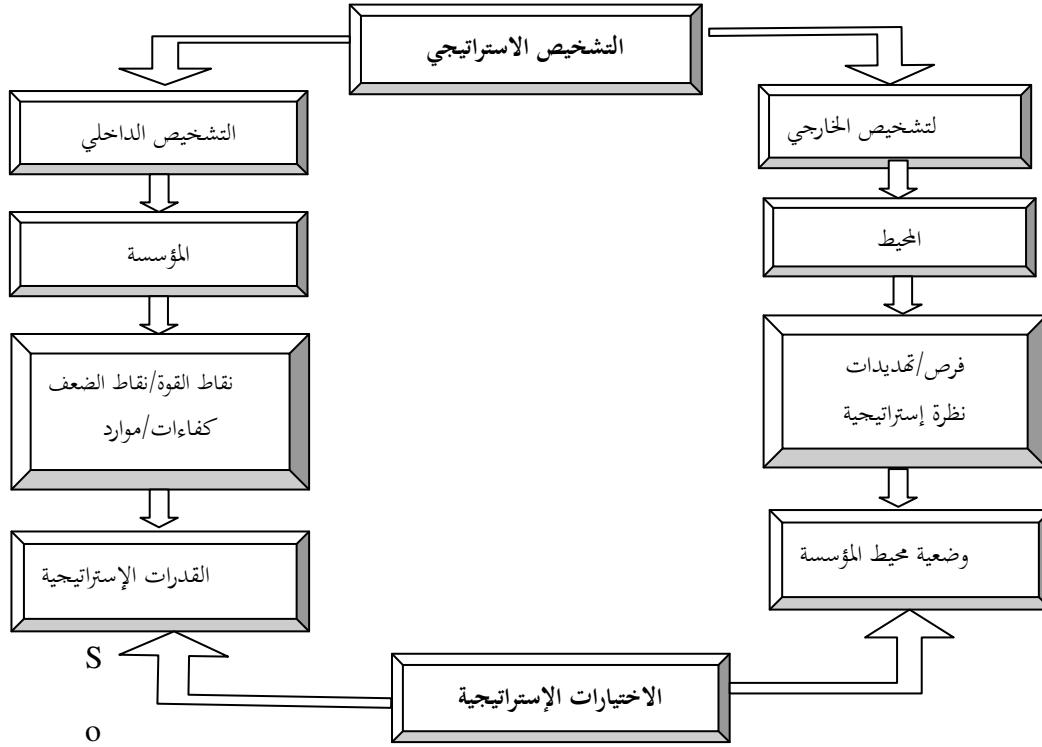 التشخيص الاستراتيجي
لتشخيص الخارجي
التشخيص الداخلي
المحيط
المؤسسة
فرص/تهديدات
نظرة إستراتيجية
نقاط القوة/نقاط الضعف
كفاءات/موارد
وضعية محيط المؤسسة
القدرات الإستراتيجية
الاختيارات الإستراتيجية
S
o